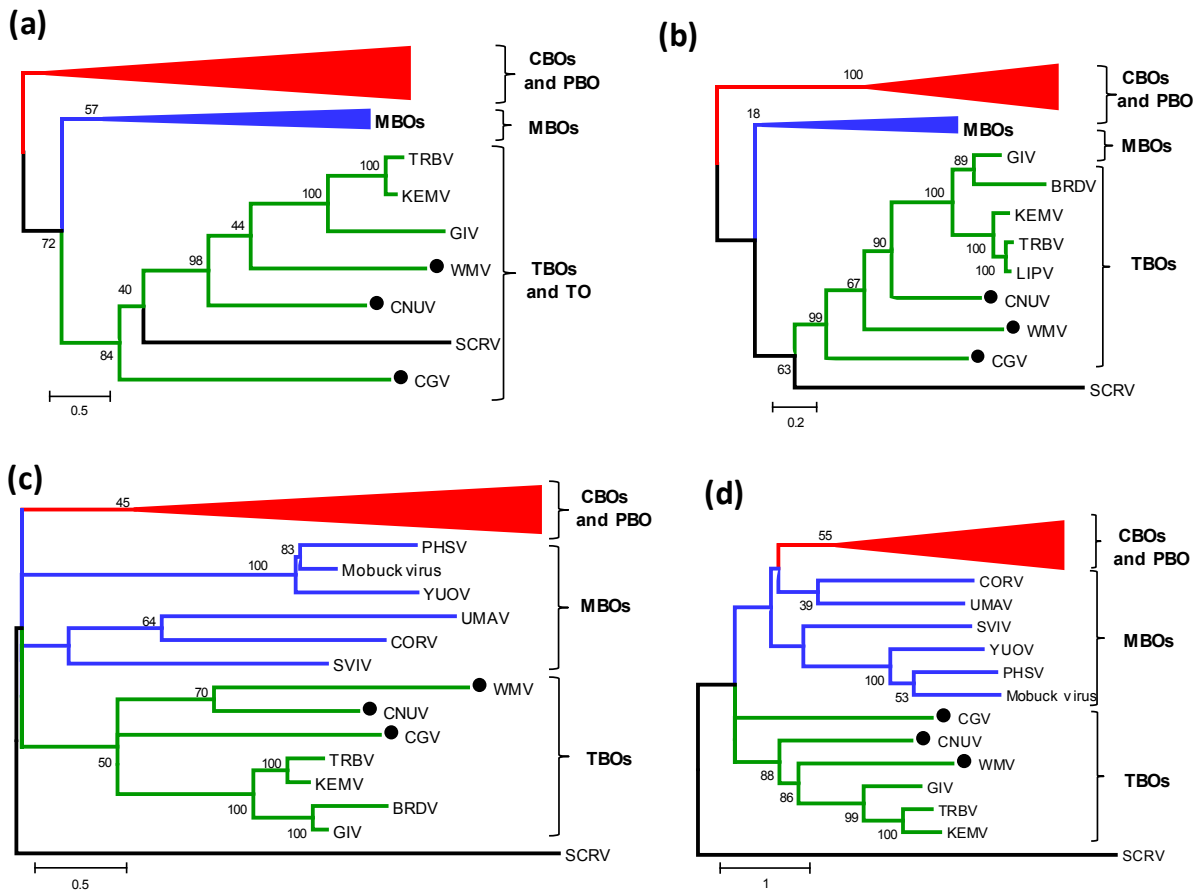 (a)
CBOs
and PBO
57
MBOs
MBOs
TRBV
100
KEMV
100
GIV
44
WMV
72
98
TBOs
and TO
40
CNUV
SCRV
84
CGV
0.5
(b)
100
CBOs
and PBO
18
MBOs
MBOs
GIV
89
BRDV
100
KEMV
100
TRBV
90
TBOs
100
LIPV
67
CNUV
99
WMV
CGV
63
SCRV
0.2
(c)
45
CBOs
and PBO
83
PHSV
100
Mobuck virus
YUOV
MBOs
UMAV
64
CORV
SVIV
70
WMV
CNUV
CGV
50
TBOs
TRBV
100
KEMV
100
BRDV
100
GIV
SCRV
0.5
(d)
55
CBOs
and PBO
CORV
39
UMAV
SVIV
MBOs
YUOV
100
PHSV
53
Mobuck virus
CGV
CNUV
88
WMV
TBOs
86
GIV
99
TRBV
100
KEMV
SCRV
1